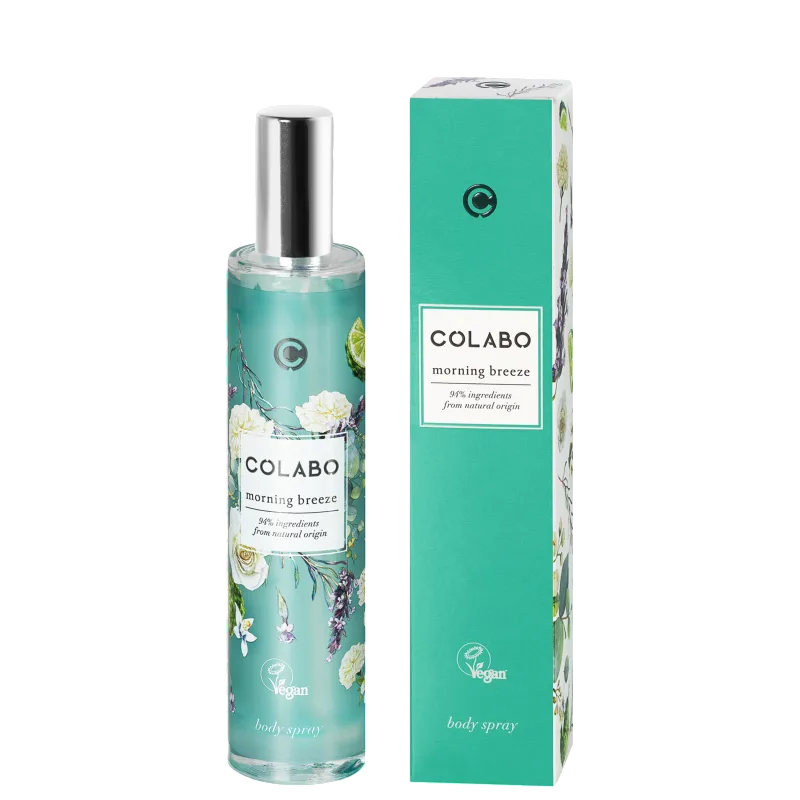 COLABO
morning breeze
94% ingredients
from natural origin
Vegan
body spray
COLABO
morning breeze
94% ingredients
from natural origin
Vegan
body spray